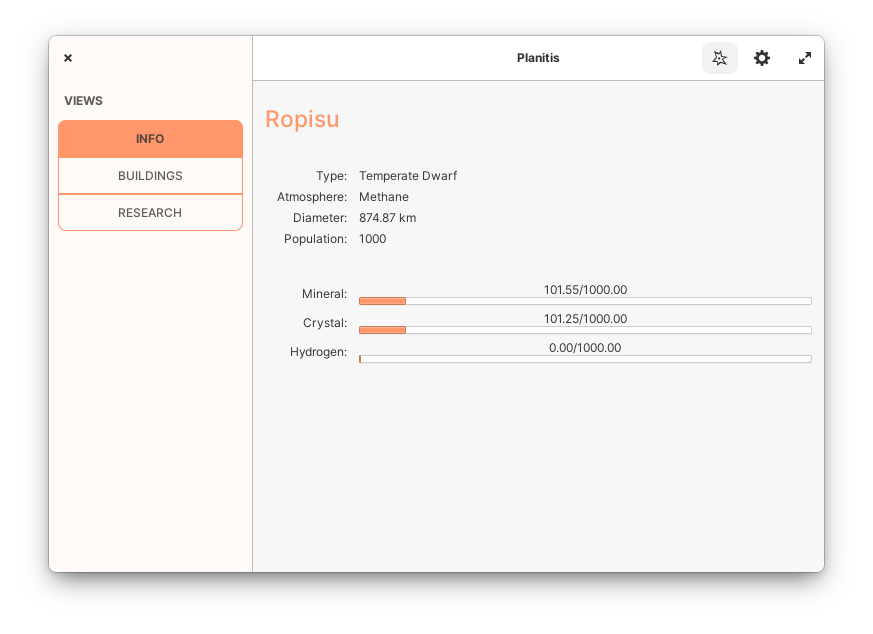 Planitis
VIEWS
INFO
BUILDINGS
RESEARCH
Ropisu
Type: Temperate Dwarf
Atmosphere: Methane
Diameter: 874.87 km
Population: 1000
Mineral: 101.55/1000.00
Crystal: 101.25/1000.00
Hydrogen: 0.00/1000.00